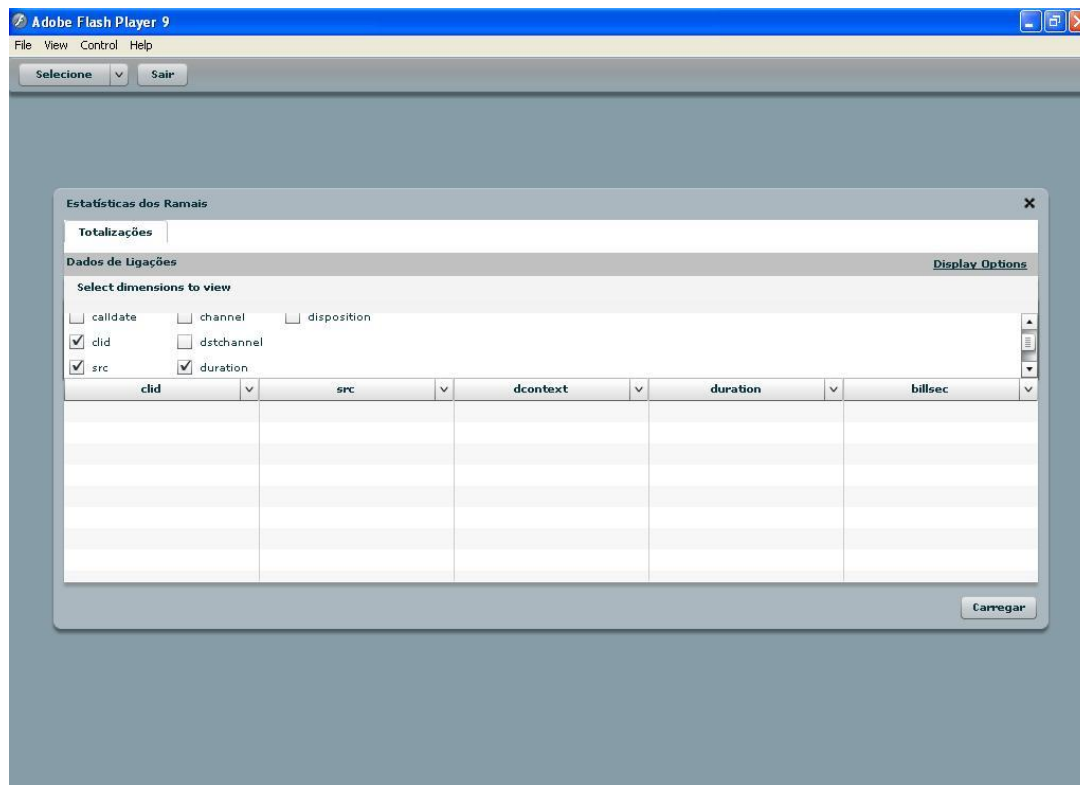 Adobe Flash Player 9
File View Control Help
Selecione Sair
Estatísticas dos Ramais
Totalizações
Dados de Ligações Display Options
Select dimensions to view
calldate channel disposition
clid dstchannel
src duration
clid src dcontext duration billsec
Carregar